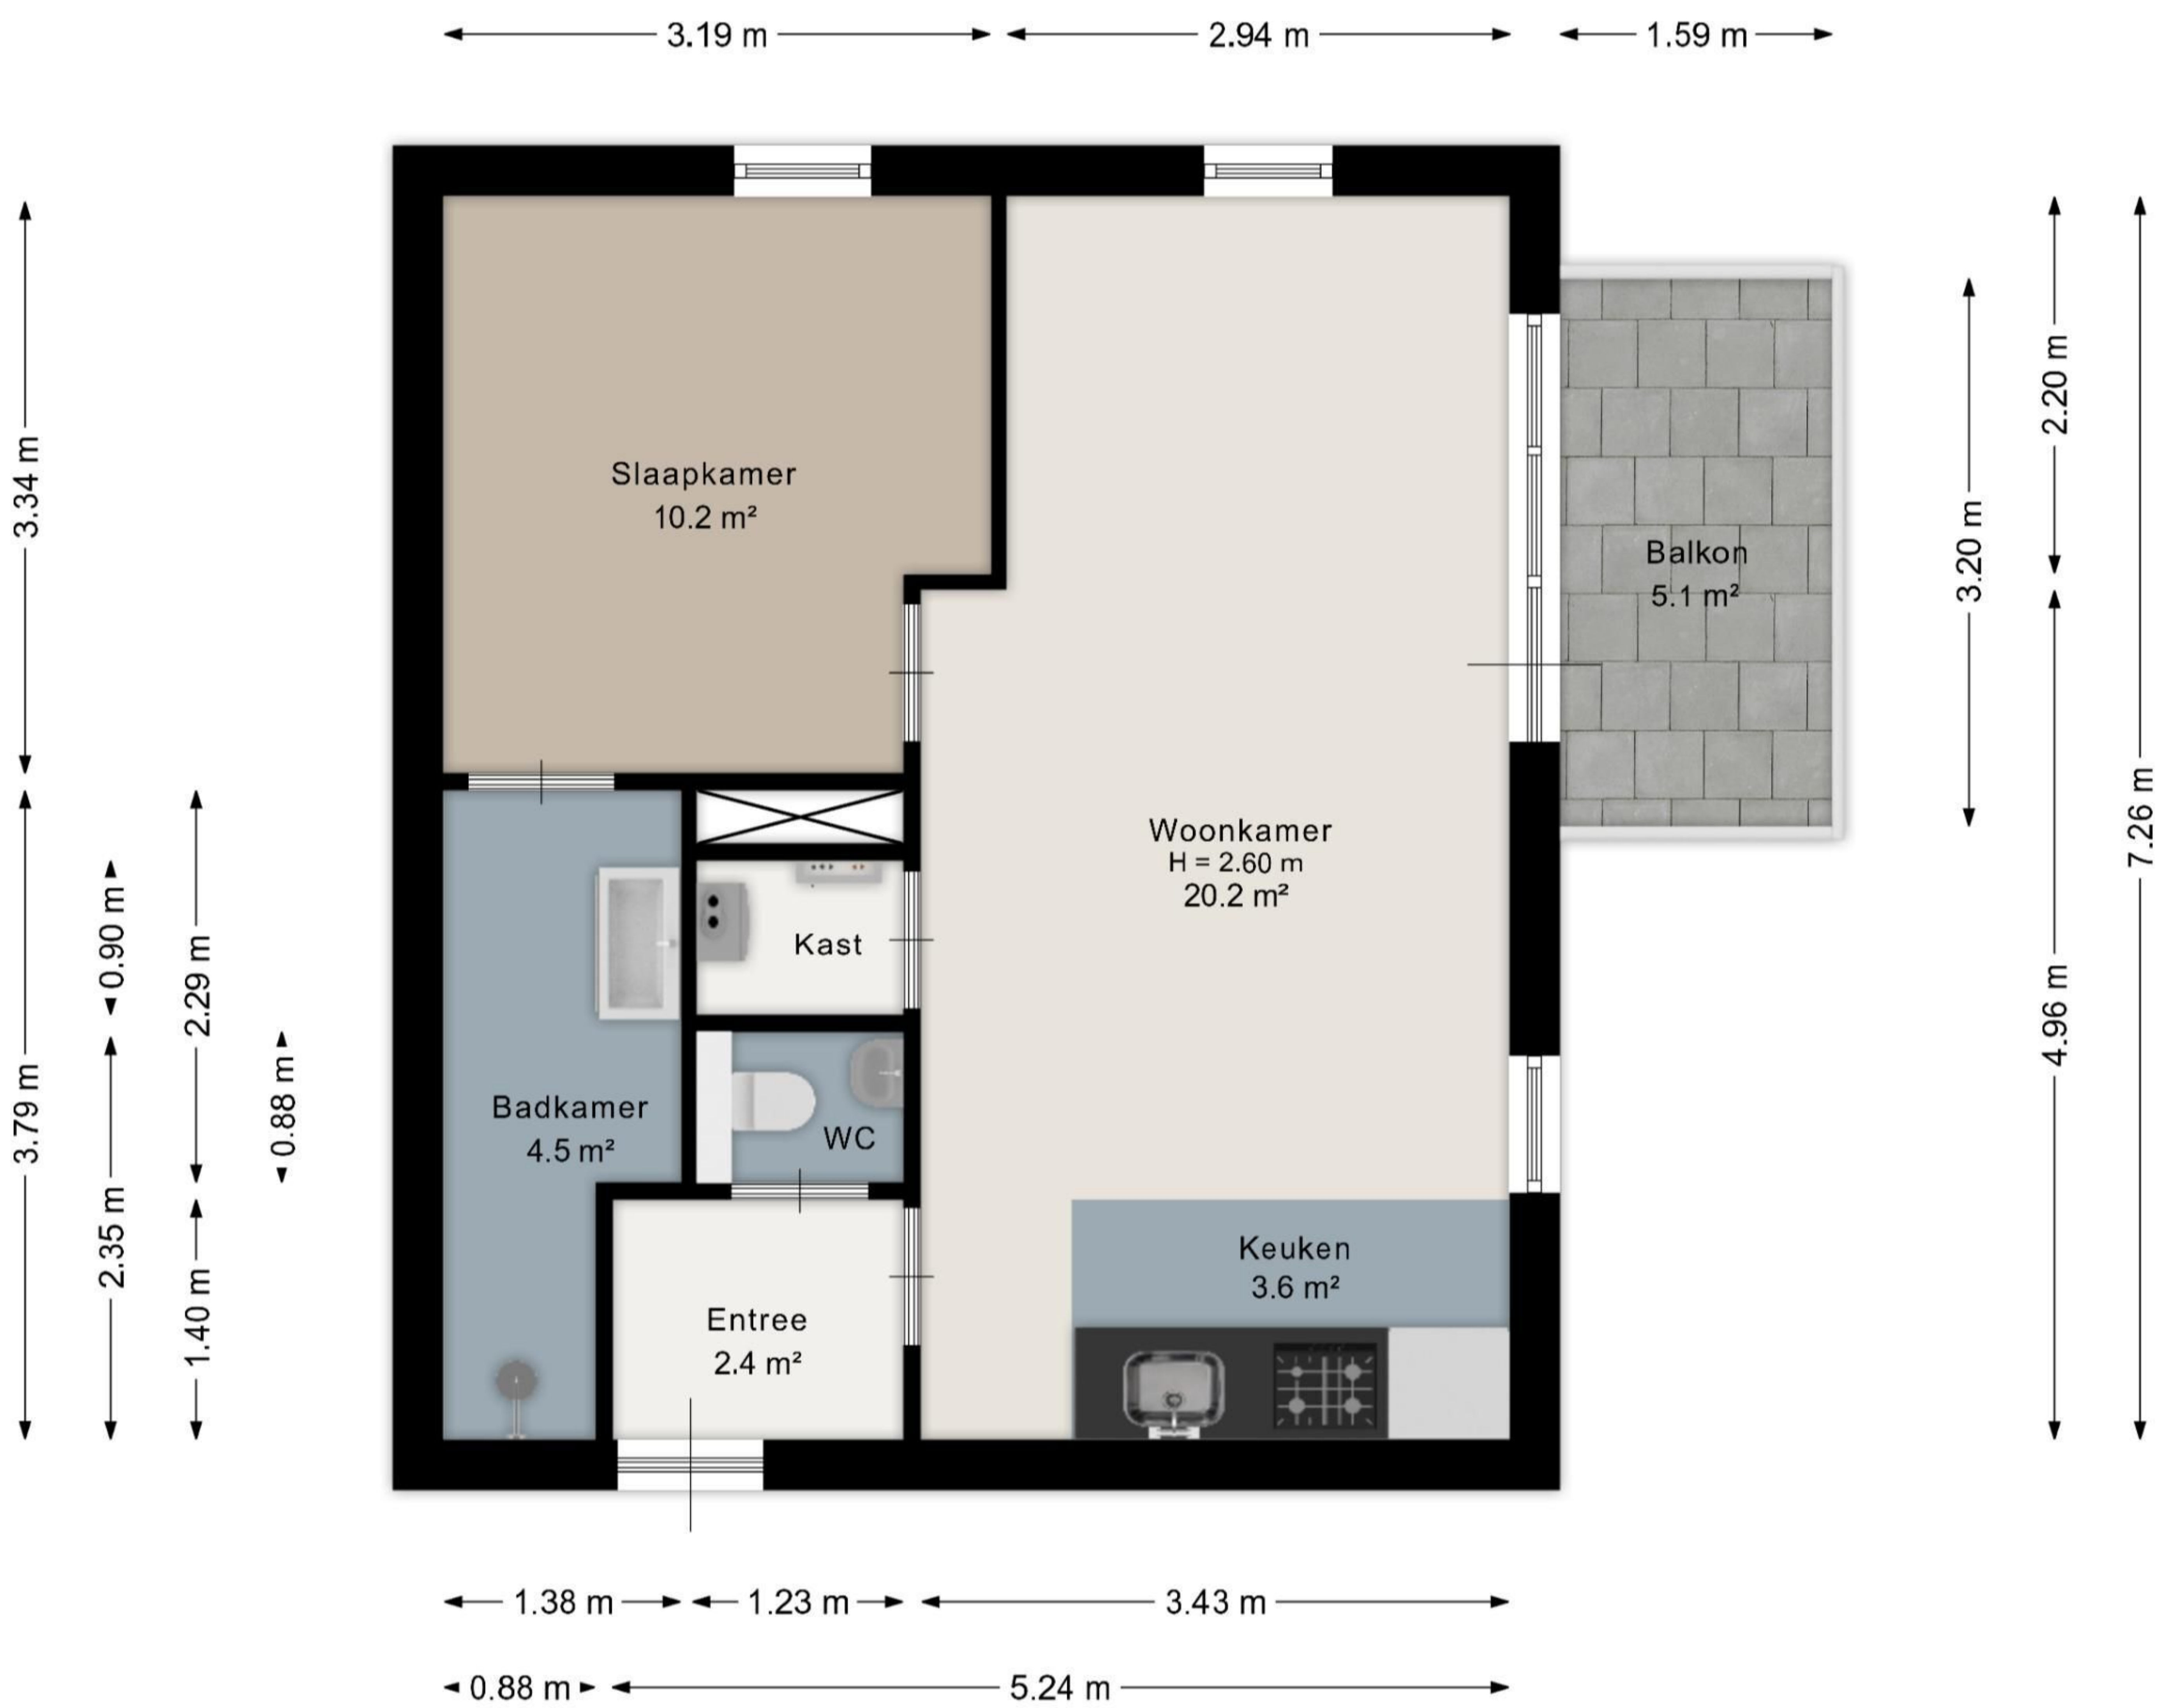 3.19 m
2.94 m
1.59 m
3.34 m
2.20 m
Slaapkamer
10.2 m²
3.20 m
Balkon
5.1 m²
7.26 m
Woonkamer
H = 2.60 m
20.2 m²
0.90 m
2.29 m
Kast
4.96 m
3.79 m
0.88 m
Badkamer
4.5 m²
WC
2.35 m
1.40 m
Keuken
3.6 m²
Entree
2.4 m²
1.38 m
1.23 m
3.43 m
0.88 m
5.24 m